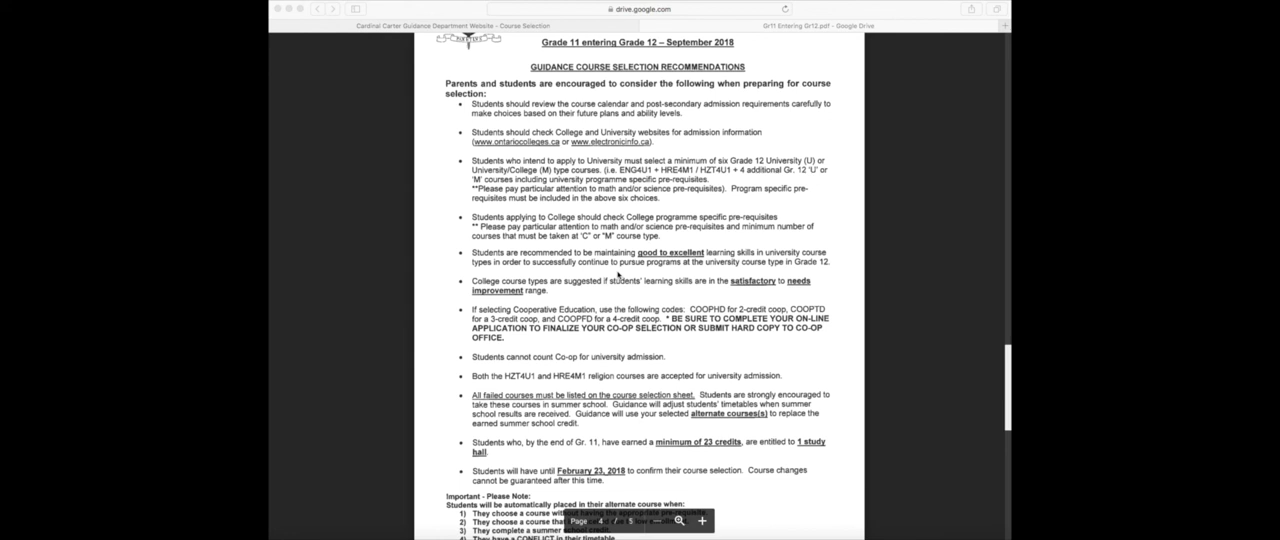 drive.google.com
Cardinal Carter Guidance Department Website - Course Selection
Gr11 Entering Gr12.pdf - Google Drive
Grade 11 entering Grade 12 – September 2018
GUIDANCE COURSE SELECTION RECOMMENDATIONS
Parents and students are encouraged to consider the following when preparing for course
selection:
• Students should review the course calendar and post-secondary admission requirements carefully to
make choices based on their future plans and ability levels.
• Students should check College and University websites for admission information
(www.ontariocolleges.ca or www.electronicinfo.ca).
• Students who intend to apply to University must select a minimum of six Grade 12 University (U) or
University/College (M) type courses. (i.e. ENG4U1 + HRE4M1 / HZT4U1 + 4 additional Gr. 12 'U' or
'M' courses including university programme specific pre-requisites.
**Please pay particular attention to math and/or science pre-requisites). Program specific pre-
requisites must be included in the above six choices.
• Students applying to College should check College programme specific pre-requisites
** Please pay particular attention to math and/or science pre-requisites and minimum number of
courses that must be taken at 'C" or "M" course type.
• Students are recommended to be maintaining good to excellent learning skills in university course
types in order to successfully continue to pursue programs at the university course type in Grade 12.
• College course types are suggested if students' learning skills are in the satisfactory to needs
improvement range.
• If selecting Cooperative Education, use the following codes: COOPHD for 2-credit coop, COOPTD
for a 3-credit coop, and COOPFD for a 4-credit coop. * BE SURE TO COMPLETE YOUR ON-LINE
APPLICATION TO FINALIZE YOUR CO-OP SELECTION OR SUBMIT HARD COPY TO CO-OP
OFFICE.
• Students cannot count Co-op for university admission.
• Both the HZT4U1 and HRE4M1 religion courses are accepted for university admission.
• All failed courses must be listed on the course selection sheet. Students are strongly encouraged to
take these courses in summer school. Guidance will adjust students' timetables when summer
school results are received. Guidance will use your selected alternate courses(s) to replace the
earned summer school credit.
• Students who, by the end of Gr. 11, have earned a minimum of 23 credits, are entitled to 1 study
hall.
• Students will have until February 23, 2018 to confirm their course selection. Course changes
cannot be guaranteed after this time.
Important - Please Note:
Students will be automatically placed in their alternate course when:
1) They choose a course without having the appropriate pre-requisite
2) They choose a course that
3) They complete a summer school credit
4) They have a CONFLICT in their timetable
Page / 5